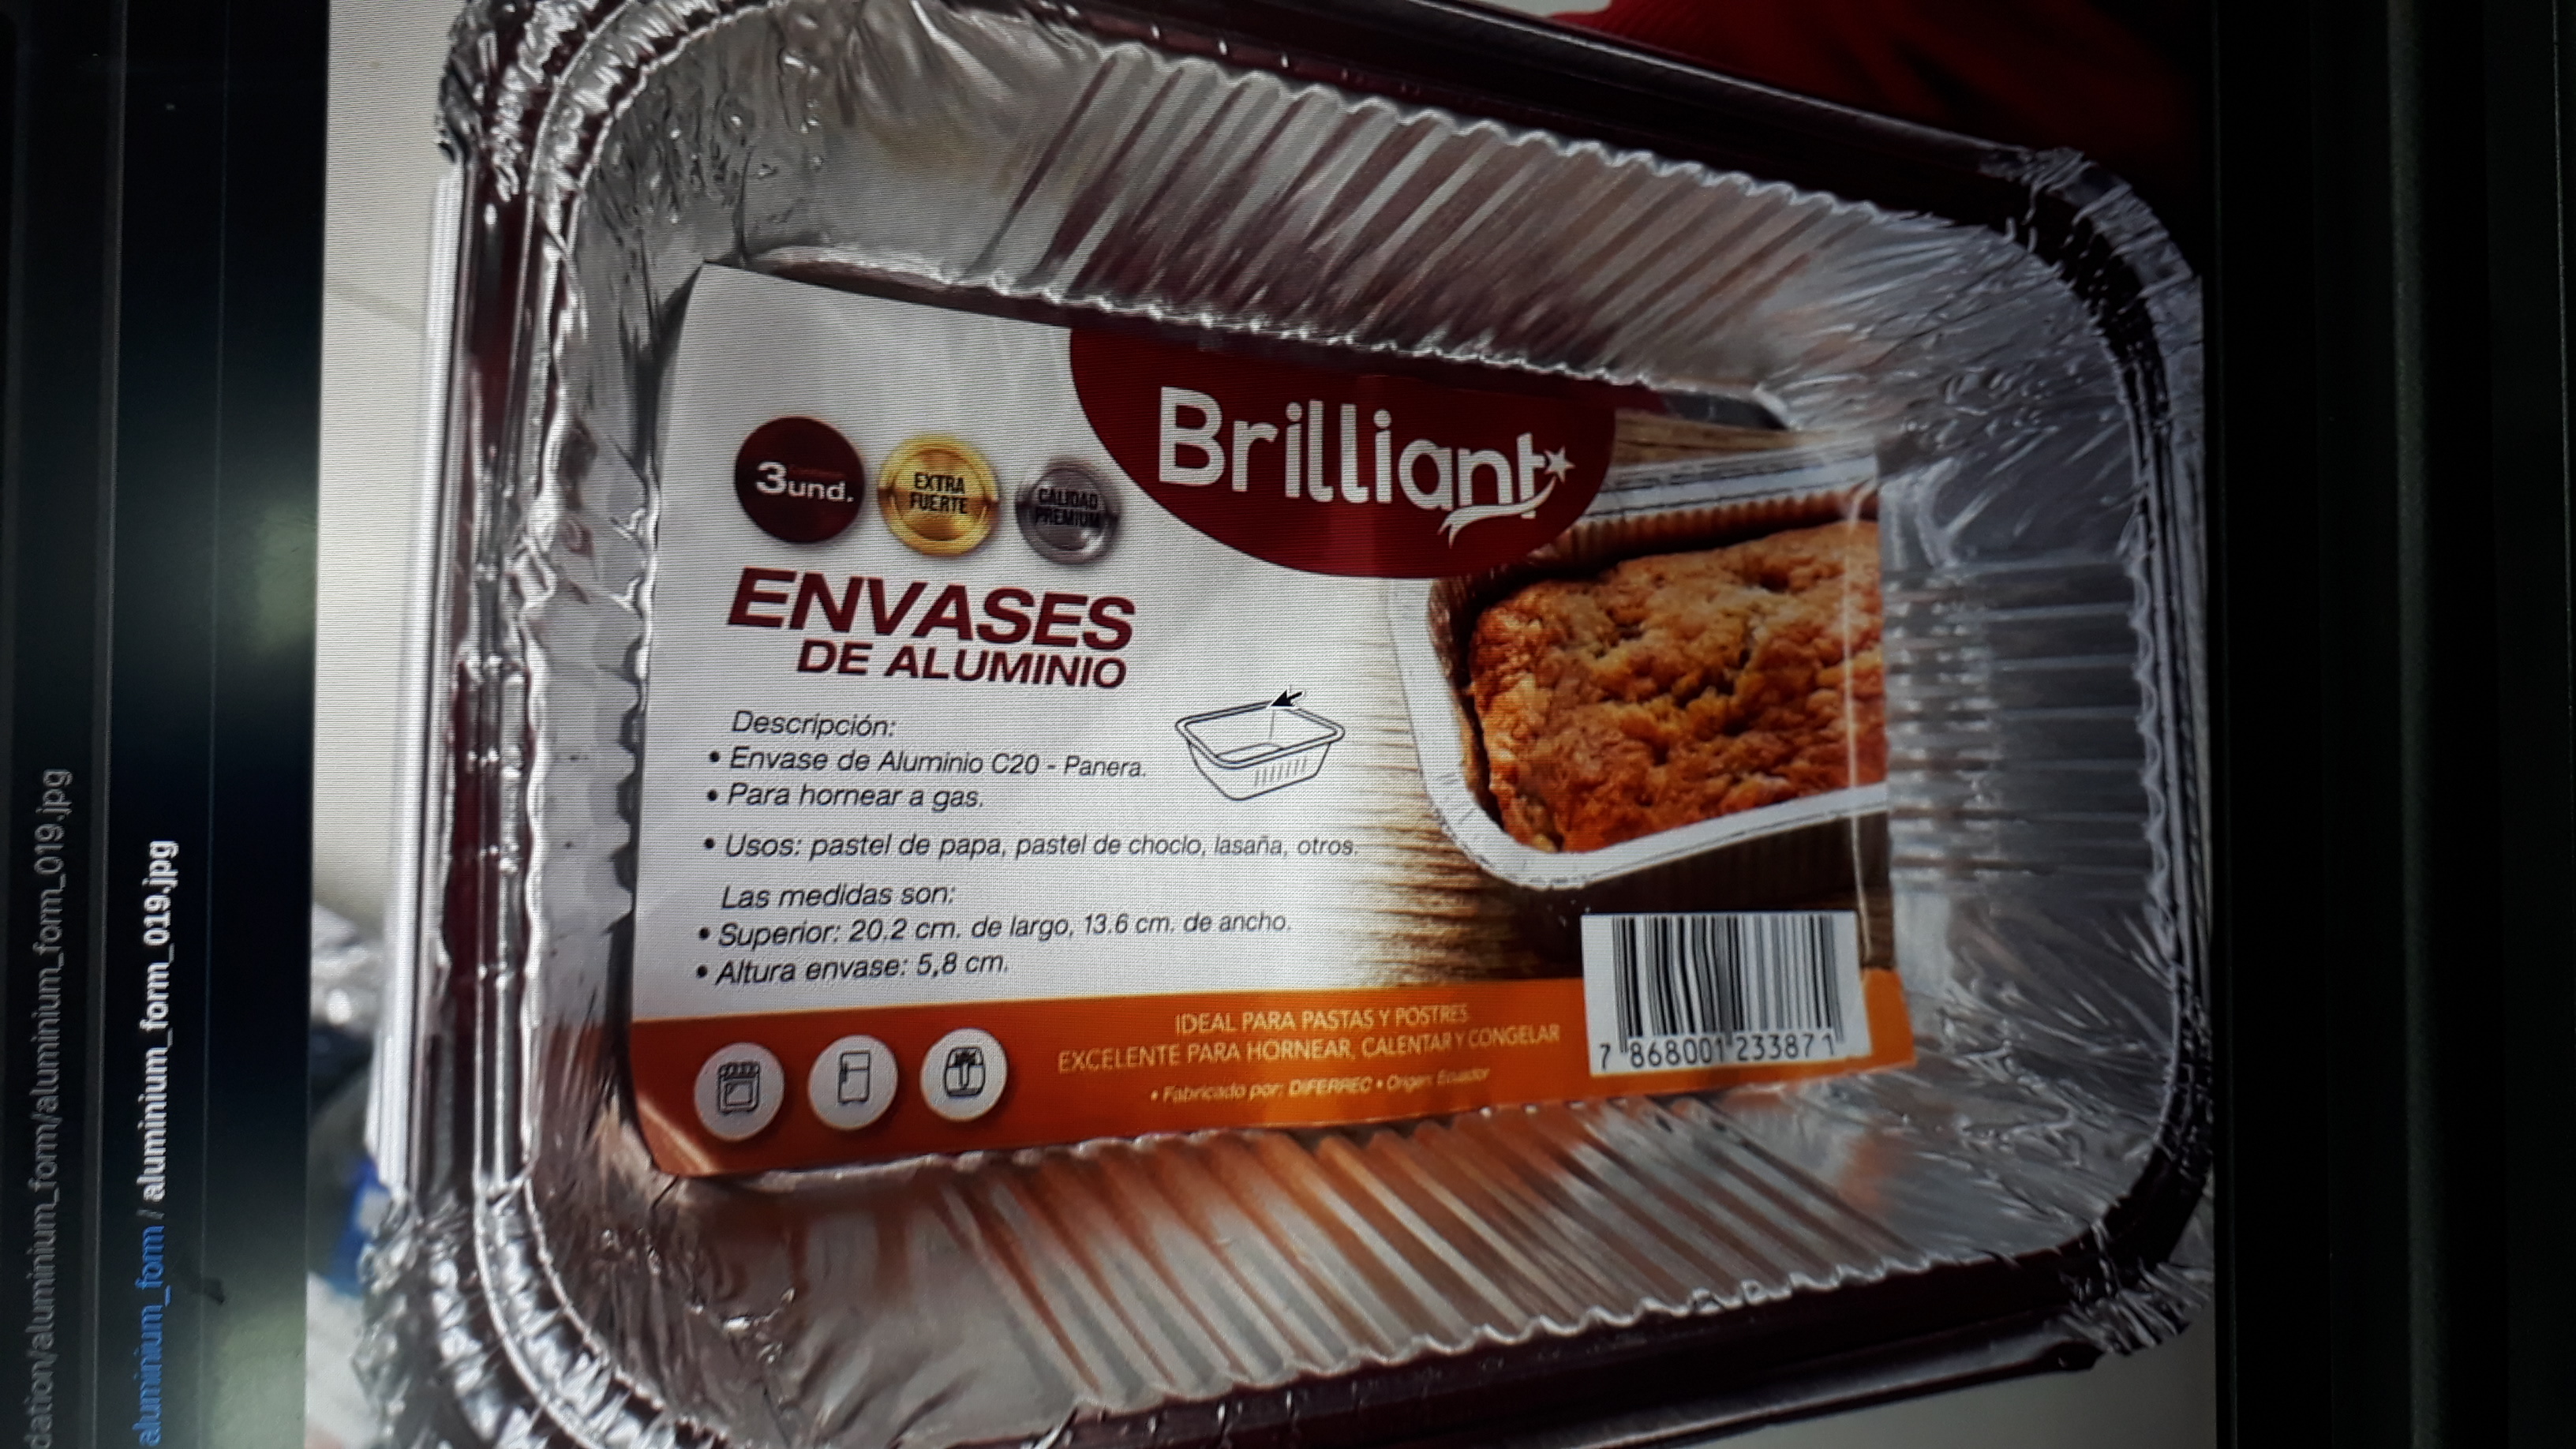 dation/aluminium_form/aluminium_form_019.jpg
aluminium_form / aluminium_form_019.jpg
Brilliant
3 und.
EXTRA
FUERTE
CALIDAD
PREMIUM
ENVASES
DE ALUMINIO
Descripción:
• Envase de Aluminio C20 - Panera.
• Para hornear a gas.
• Usos: pastel de papa, pastel de choclo, lasaña, otros.
Las medidas son:
• Superior: 20.2 cm. de largo, 13.6 cm. de ancho.
• Altura envase: 5,8 cm.
IDEAL PARA PASTAS Y POSTRES
EXCELENTE PARA HORNEAR, CALENTAR Y CONGELAR
• Fabricado por: DIFERPEC • Origen: Ecuador
7 868001 233871